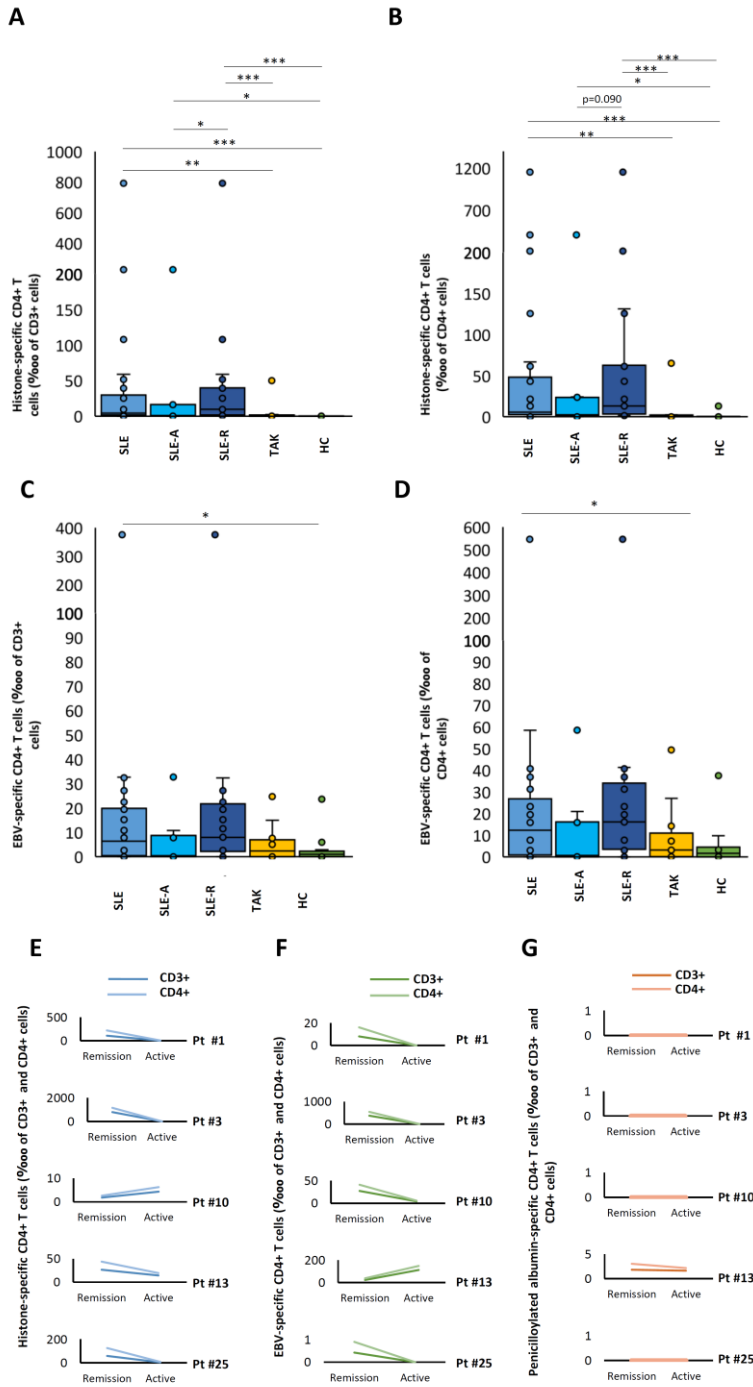 A
B
***
***
*
*
***
**
***
***
*
p=0.090
***
**
1000
800
600
400
200
150
100
50
0
Histone-specific CD4+ T
cells (‱ of CD3+ cells)
SLE
SLE-A
SLE-R
TAK
HC
1200
700
200
150
100
50
0
Histone-specific CD4+ T cells
(‱ of CD4+ cells)
SLE
SLE-A
SLE-R
TAK
HC
C
D
*
400
300
200
100
90
80
70
60
50
40
30
20
10
0
EBV-specific CD4+ T cells (‱ of CD3+
cells)
SLE
SLE-A
SLE-R
TAK
HC
*
600
500
400
300
200
100
90
80
70
60
50
40
30
20
10
0
EBV-specific CD4+ T cells (‱ of
CD4+ cells)
SLE
SLE-A
SLE-R
TAK
HC
E
CD3+
CD4+
Histone-specific CD4+ T cells (‱ of CD3+ and CD4+ cells)
500
0
Remission Active
Pt #1
2000
0
Remission Active
Pt #3
10
0
Remission Active
Pt #10
50
0
Remission Active
Pt #13
200
0
Remission Active
Pt #25
F
CD3+
CD4+
EBV-specific CD4+ T cells (‱ of CD3+ and CD4+ cells)
20
0
Remission Active
Pt #1
1000
0
Remission Active
Pt #3
50
0
Remission Active
Pt #10
200
0
Remission Active
Pt #13
1
0
Remission Active
Pt #25
G
CD3+
CD4+
Penicilloylated albumin-specific CD4+ T cells (‱ of CD3+ and
CD4+ cells)
1
0
Remission Active
Pt #1
1
0
Remission Active
Pt #3
1
0
Remission Active
Pt #10
5
0
Remission Active
Pt #13
1
0
Remission Active
Pt #25